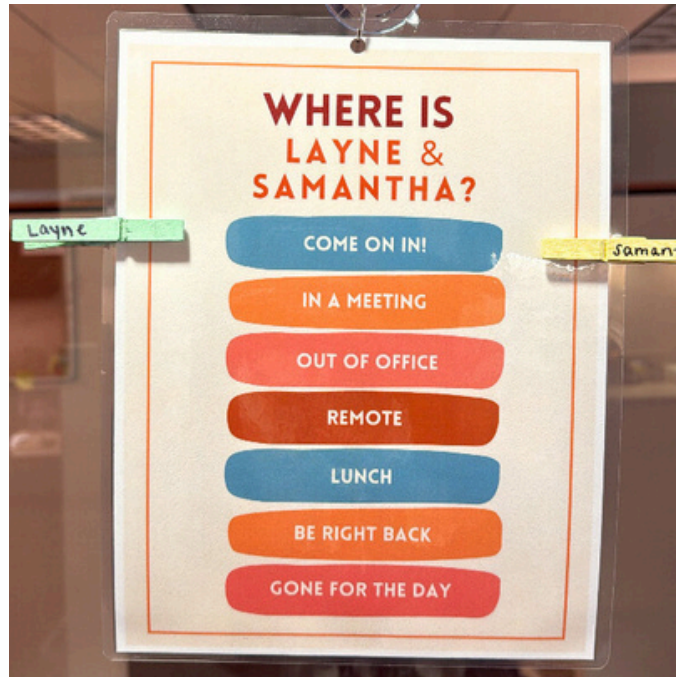 WHERE IS
LAYNE &
SAMANTHA?
Layne
COME ON IN!
saman
IN A MEETING
OUT OF OFFICE
REMOTE
LUNCH
BE RIGHT BACK
GONE FOR THE DAY